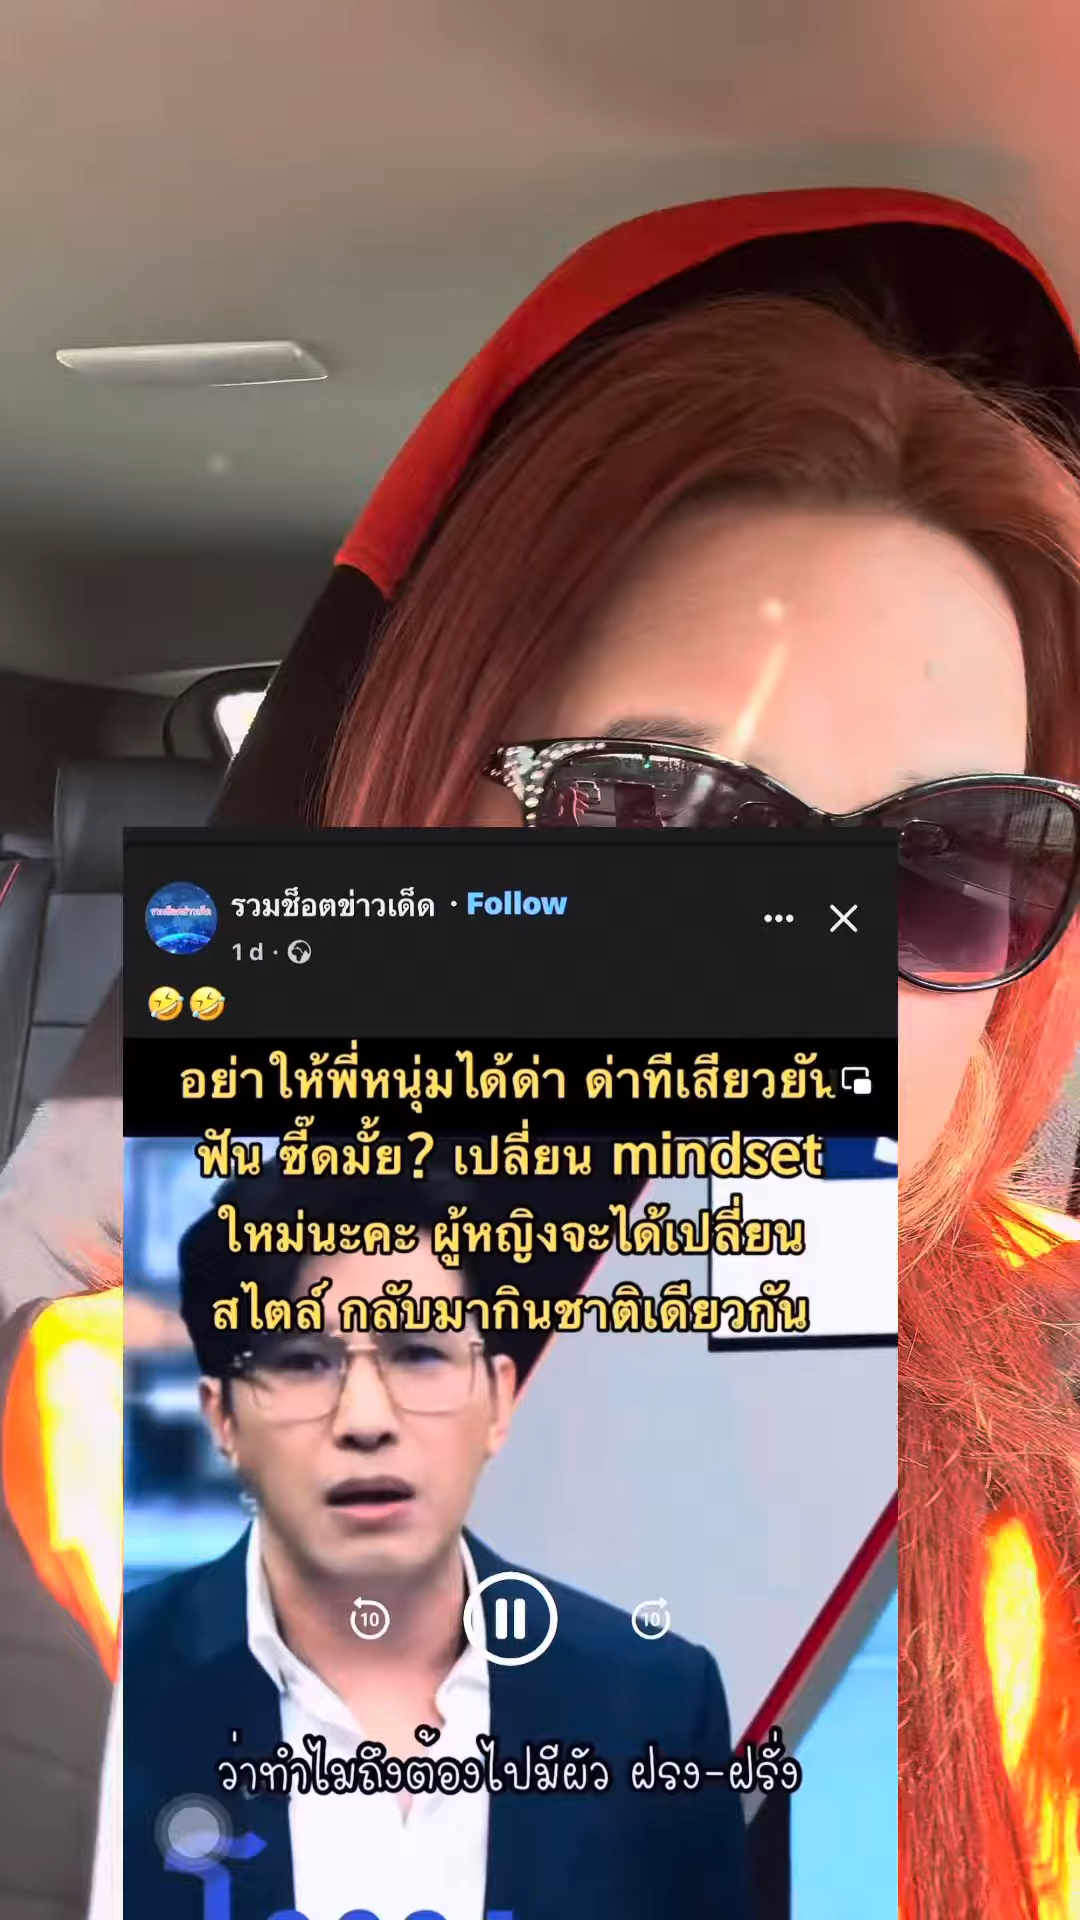 รวมช็อตข่าวเด็ด · Follow
1 d ·
🤣🤣
อย่าให้พี่หนุ่มได้ด่า ด่าทีเสียวยัน
ฟัน ซี๊ดมั้ย? เปลี่ยน mindset
ใหม่นะคะ ผู้หญิงจะได้เปลี่ยน
สไตล์ กลับมากินชาติเดียวกัน
10
10
ว่าทำไมถึงต้องไปมีผัว ฝรง-ฝรั่ง